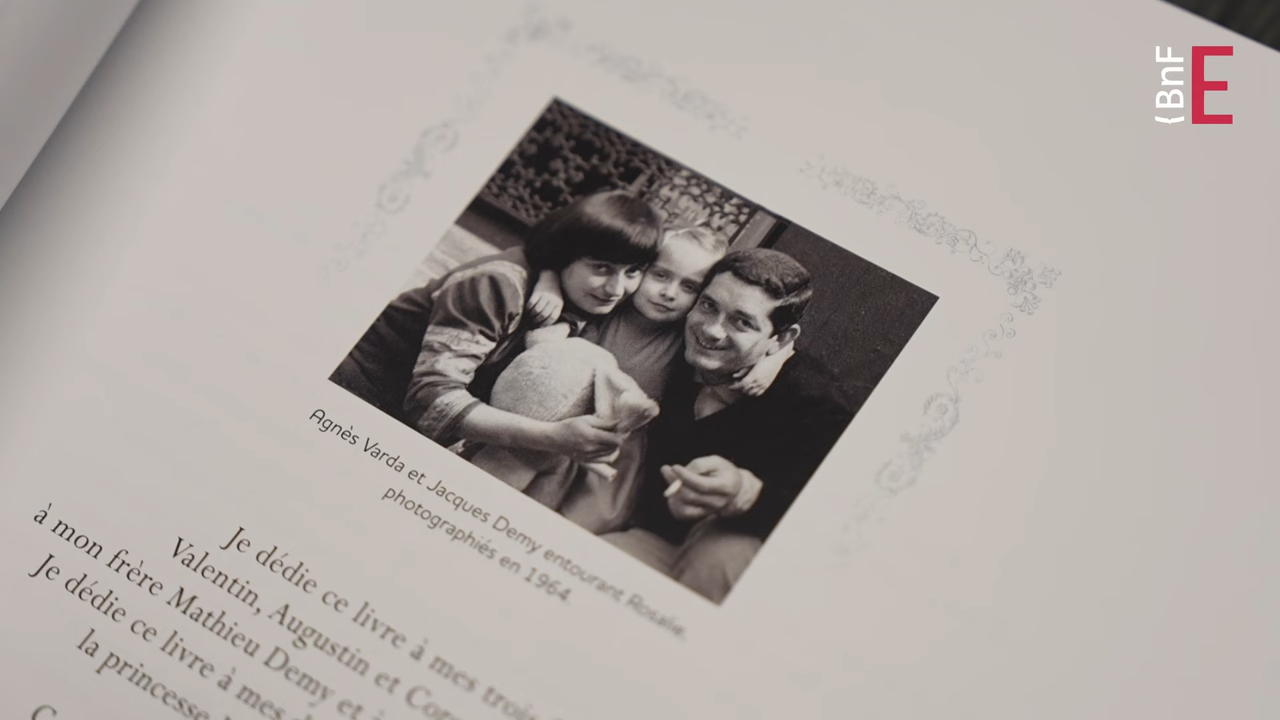 (BnF E
Agnès Varda et Jacques Demy entourant Rosalie,
photographiés en 1964.
Je dédie ce livre à mes trois
Valentin, Augustin et
à mon frère Mathieu Demy et à
Je dédie ce livre à mes
la princesse